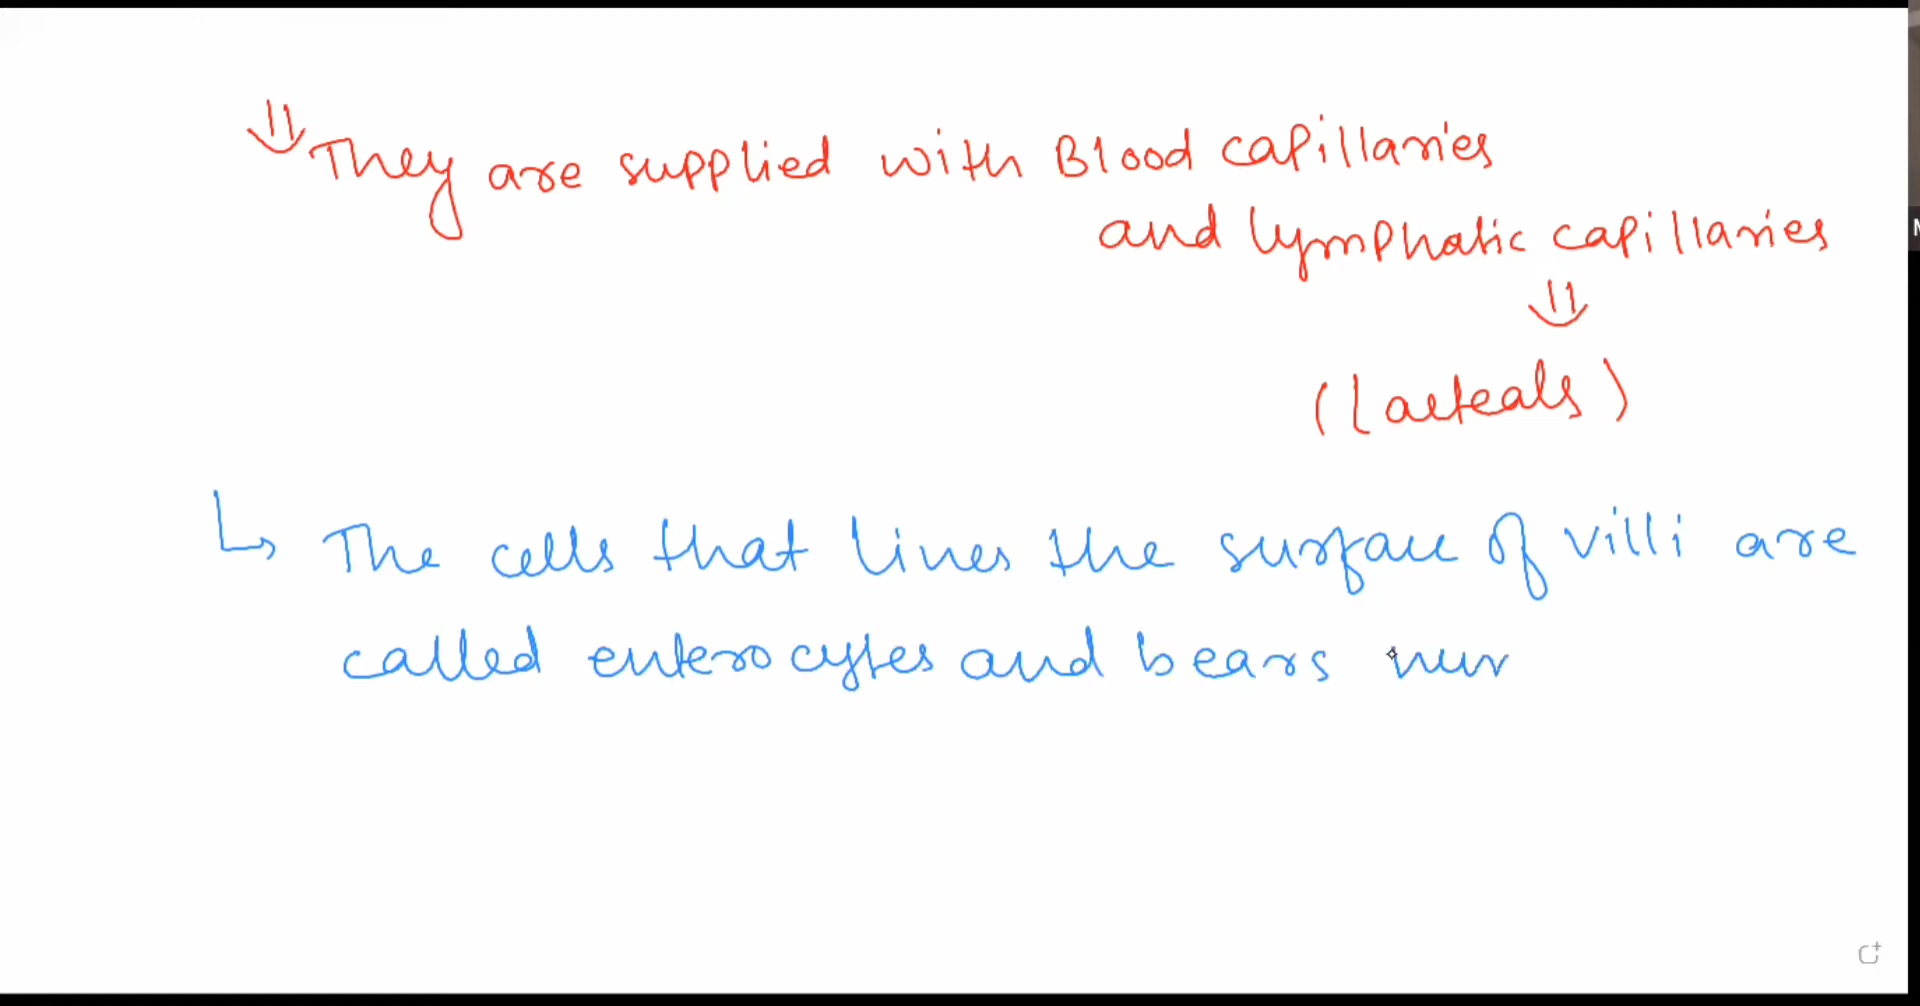 ⇓ They are supplied with Blood capillaries
and lymphatic capillaries
⇓
(Lacteals)
↳ The cells that lines the surface of villi are
called enterocytes and bears num